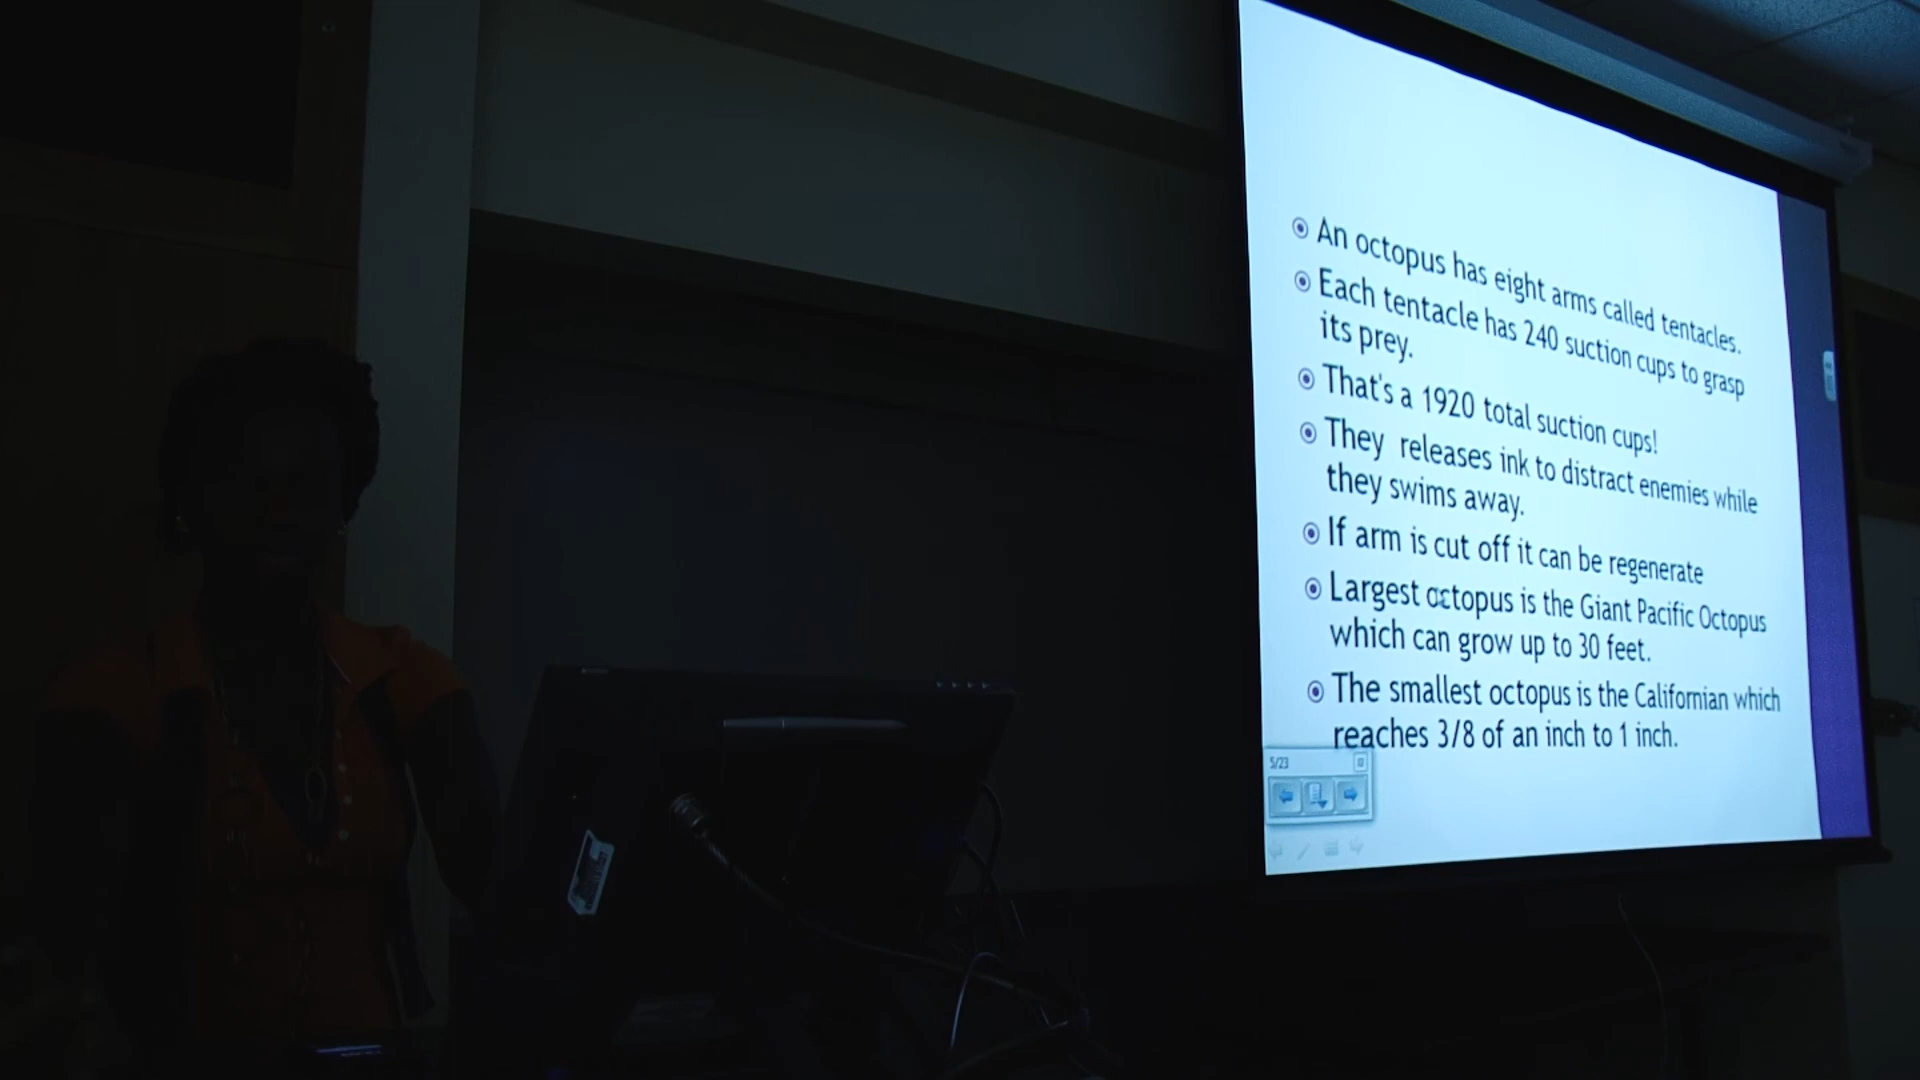 An octopus has eight arms called tentacles.
Each tentacle has 240 suction cups to grasp
its prey.
That's a 1920 total suction cups!
They releases ink to distract enemies while
they swims away.
If arm is cut off it can be regenerate
Largest octopus is the Giant Pacific Octopus
which can grow up to 30 feet.
The smallest octopus is the Californian which
reaches 3/8 of an inch to 1 inch.
5/23